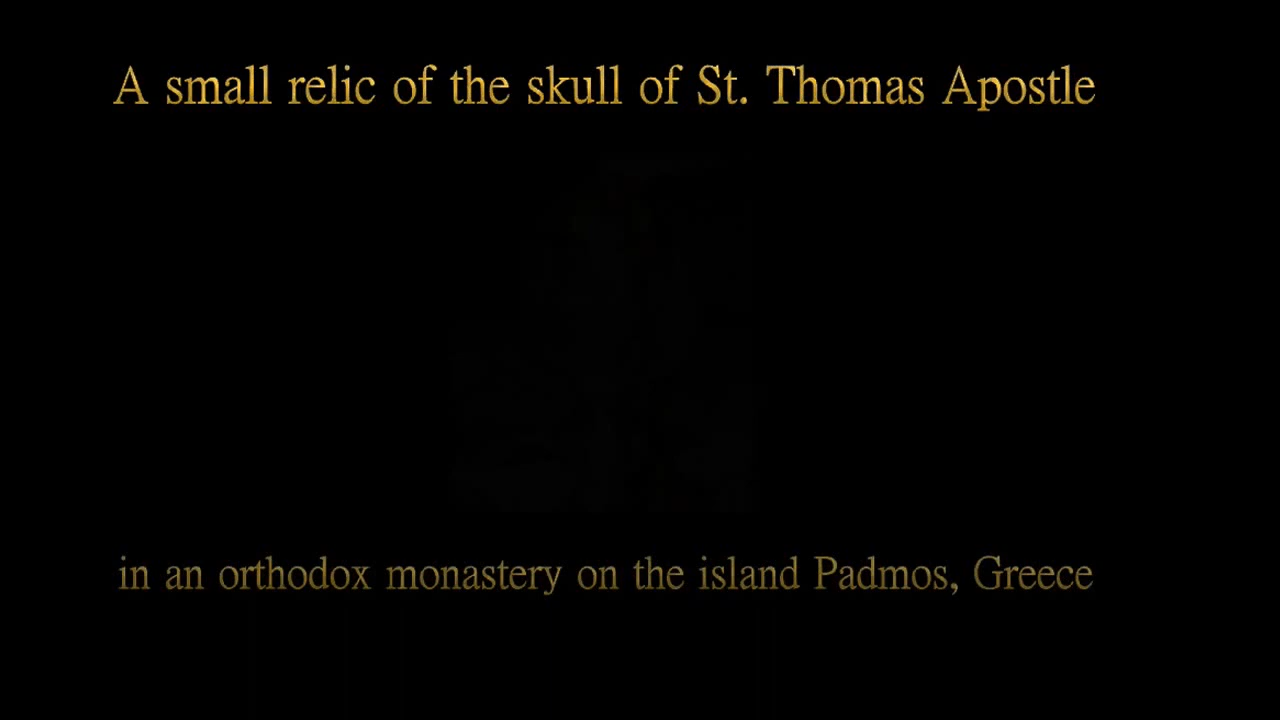 A small relic of the skull of St. Thomas Apostle
in an orthodox monastery on the island Padmos, Greece